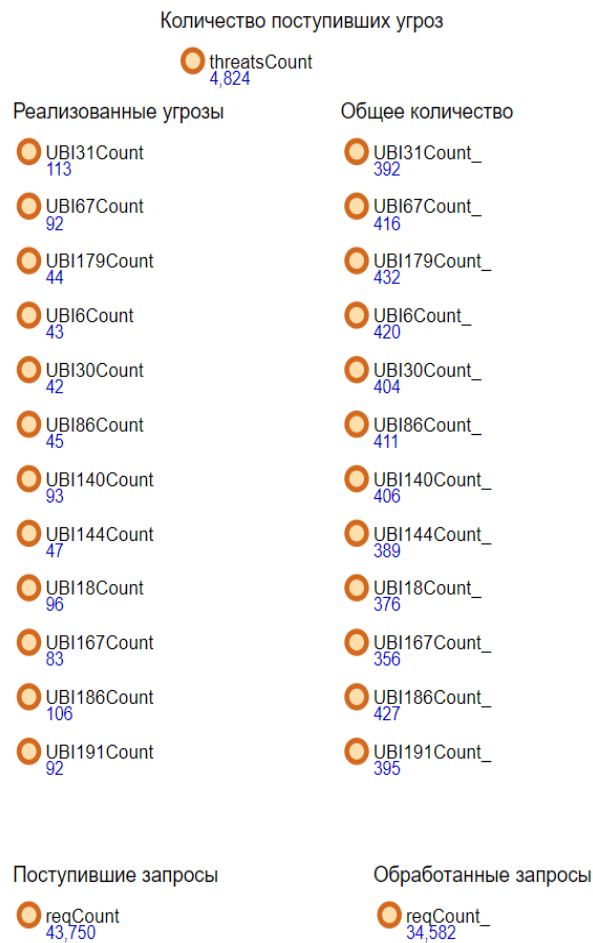 Количество поступивших угроз
threatsCount
4,824
Реализованные угрозы Общее количество
UBI31Count UBI31Count_
113 392
UBI67Count UBI67Count_
92 416
UBI179Count UBI179Count_
44 432
UBI6Count UBI6Count_
43 420
UBI30Count UBI30Count_
42 404
UBI86Count UBI86Count_
45 411
UBI140Count UBI140Count_
93 406
UBI144Count UBI144Count_
47 389
UBI18Count UBI18Count_
96 376
UBI167Count UBI167Count_
83 356
UBI186Count UBI186Count_
106 427
UBI191Count UBI191Count_
92 395
Поступившие запросы Обработанные запросы
reqCount reqCount_
43,750 34,582